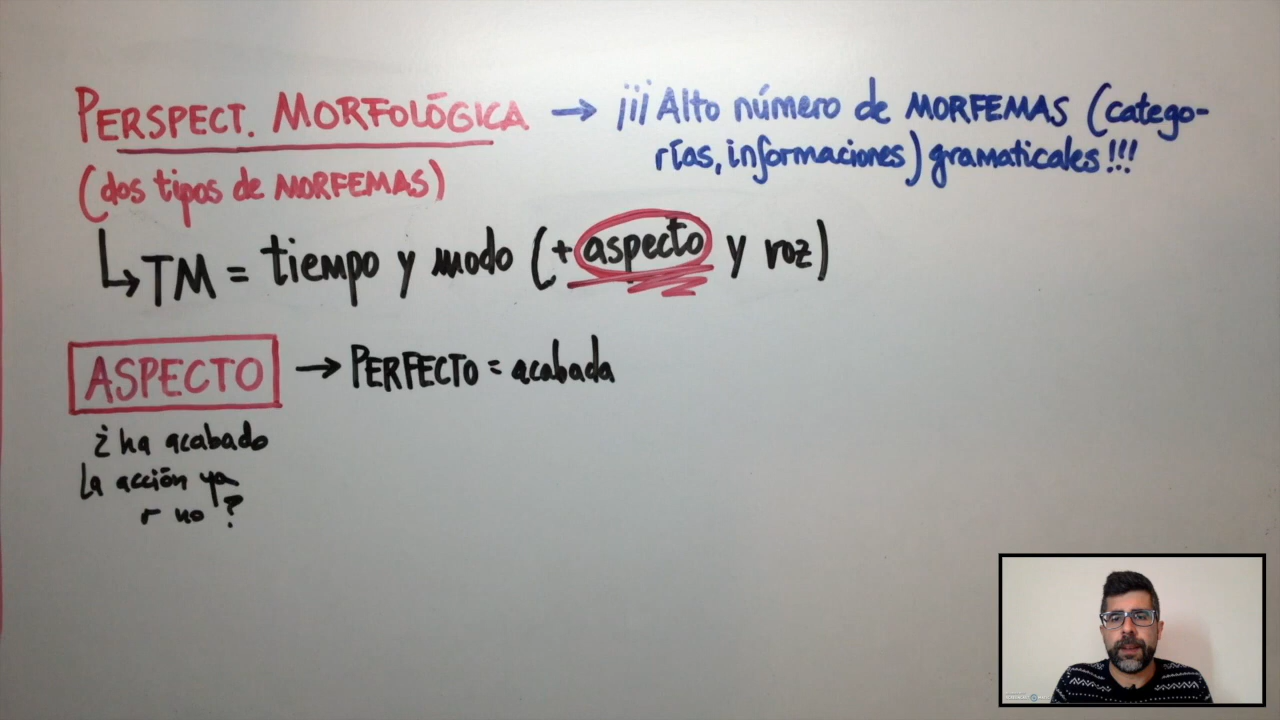 PERSPECT. MORFOLÓGICA → ¡¡¡Alto número de MORFEMAS (catego-
rías, informaciones) gramaticales!!!
(dos tipos de MORFEMAS)
↳ TM = tiempo y modo (+ aspecto y voz)
ASPECTO → PERFECTO = acabada
¿ha acabado
la acción ya
r no?